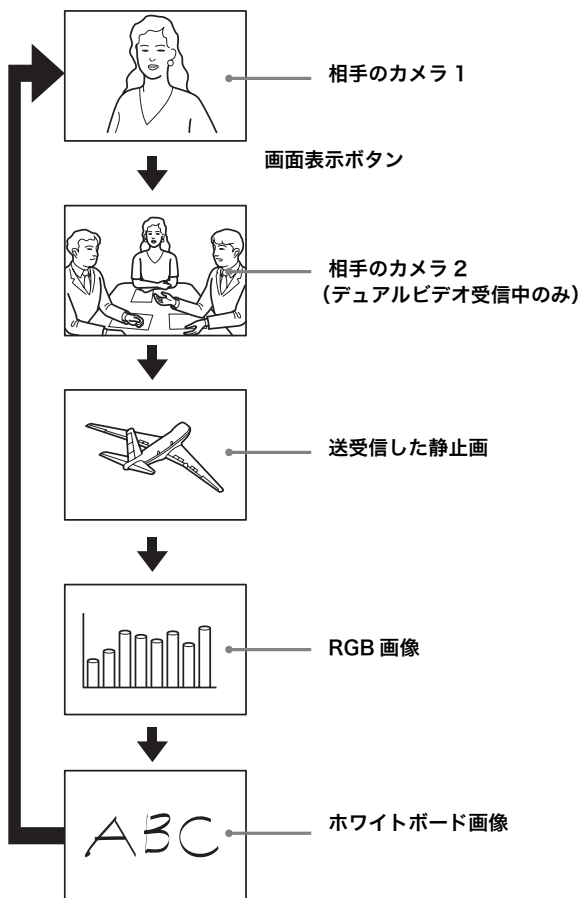 相手のカメラ 1
画面表示ボタン
相手のカメラ 2
(デュアルビデオ受信中のみ)
送受信した静止画
RGB 画像
ABC
ホワイトボード画像